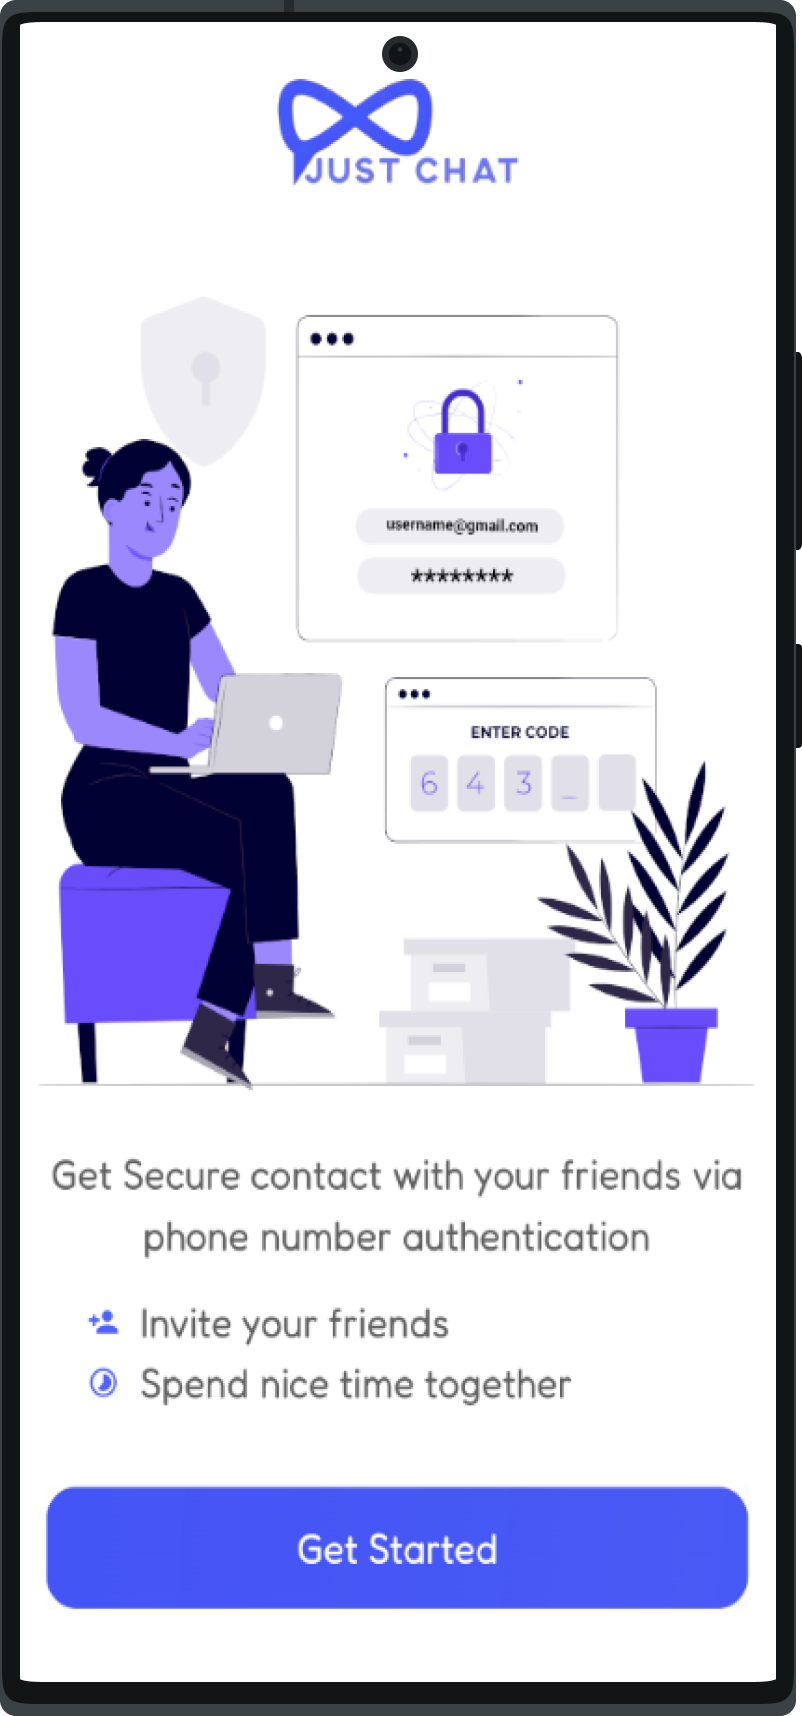 JUST CHAT
username@gmail.com
********
ENTER CODE
6 4 3 _
Get Secure contact with your friends via
phone number authentication
Invite your friends
Spend nice time together
Get Started